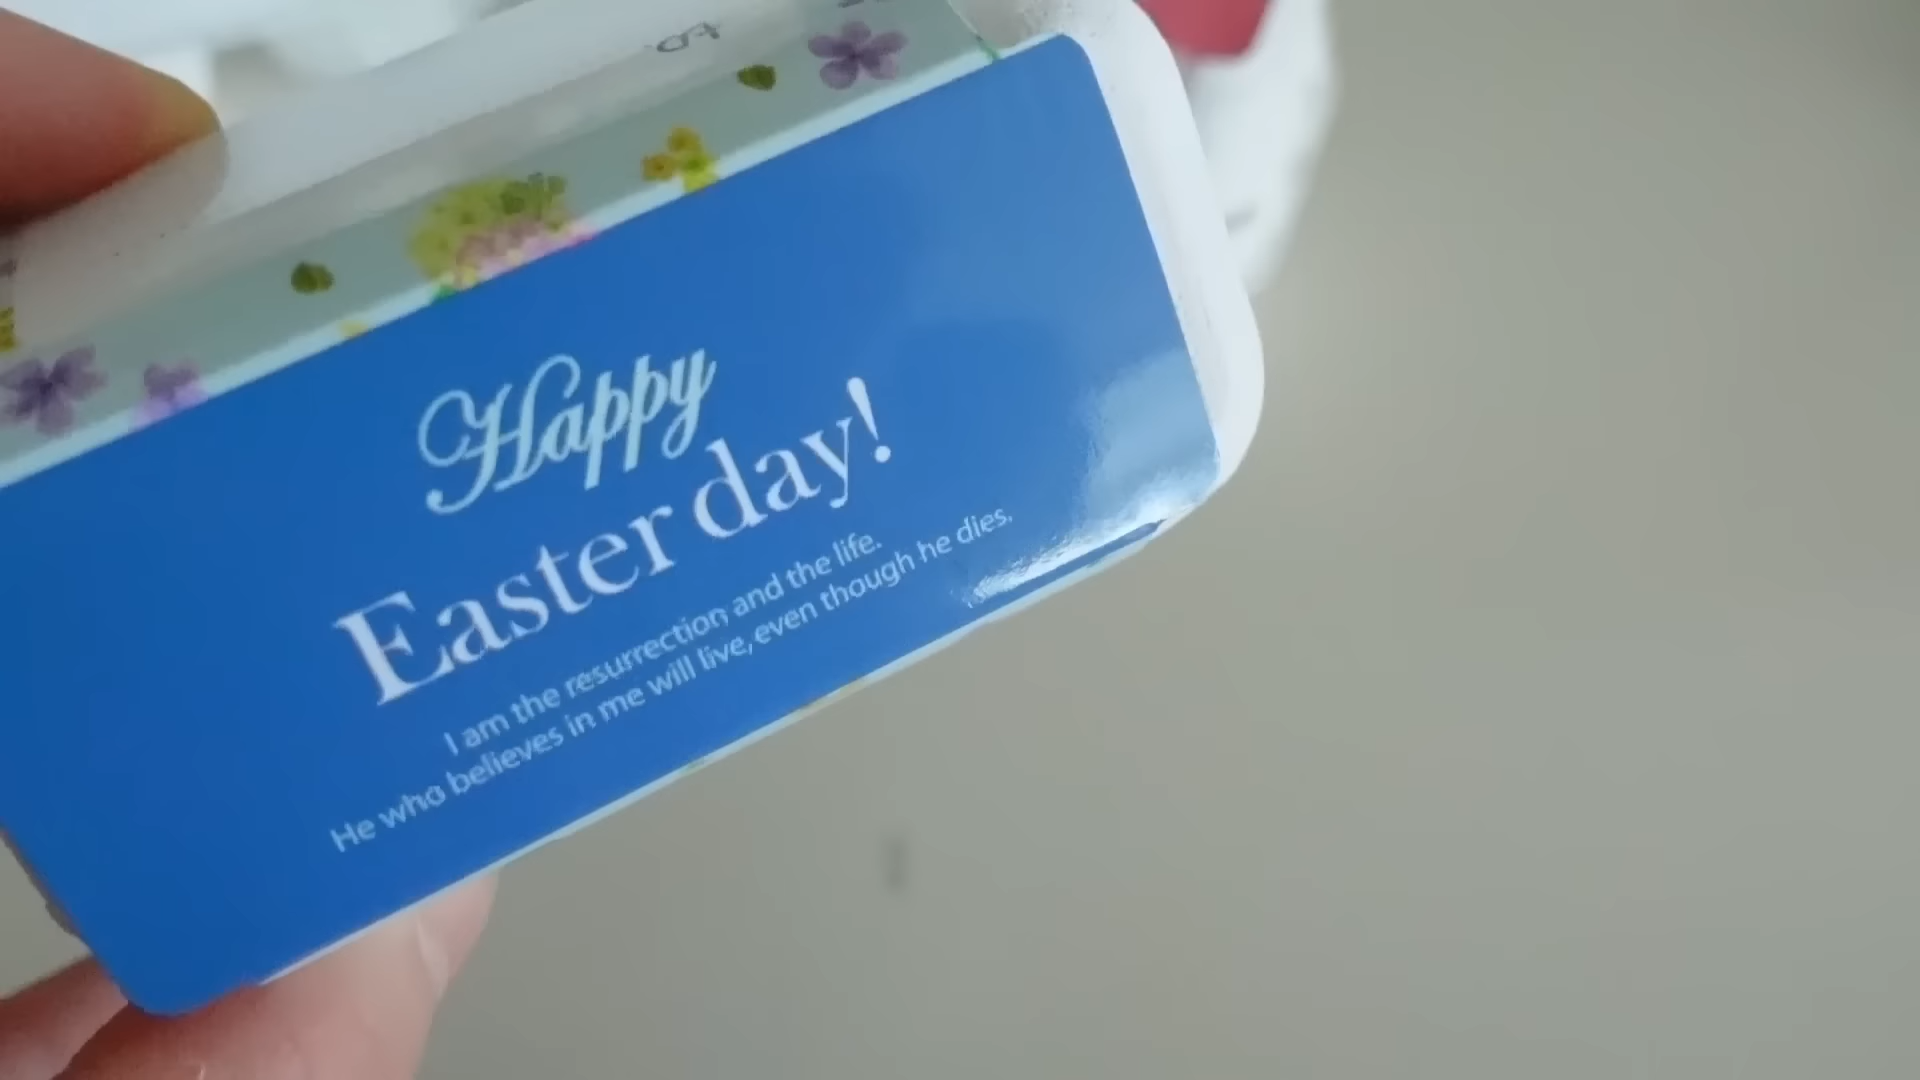 Happy
Easter day!
I am the resurrection and the life.
He who believes in me will live, even though he dies.